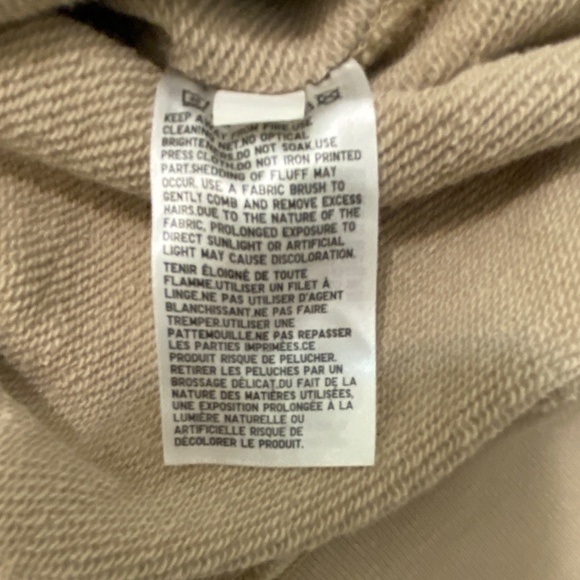 KEEP AWAY FROM FIRE.USE
CLEANING NET.NO OPTICAL
BRIGHTENERS.DO NOT SOAK.USE
PRESS CLOTH.DO NOT IRON PRINTED
PART.SHEDDING OF FLUFF MAY
OCCUR. USE A FABRIC BRUSH TO
GENTLY COMB AND REMOVE EXCESS
HAIRS.DUE TO THE NATURE OF THE
FABRIC, PROLONGED EXPOSURE TO
DIRECT SUNLIGHT OR ARTIFICIAL
LIGHT MAY CAUSE DISCOLORATION.
TENIR ÉLOIGNÉ DE TOUTE
FLAMME.UTILISER UN FILET À
LINGE.NE PAS UTILISER D'AGENT
BLANCHISSANT.NE PAS FAIRE
TREMPER.UTILISER UNE
PATTEMOUILLE.NE PAS REPASSER
LES PARTIES IMPRIMÉES.CE
PRODUIT RISQUE DE PELUCHER.
RETIRER LES PELUCHES PAR UN
BROSSAGE DÉLICAT.DU FAIT DE LA
NATURE DES MATIÈRES UTILISÉES,
UNE EXPOSITION PROLONGÉE À LA
LUMIÈRE NATURELLE OU
ARTIFICIELLE RISQUE DE
DÉCOLORER LE PRODUIT.